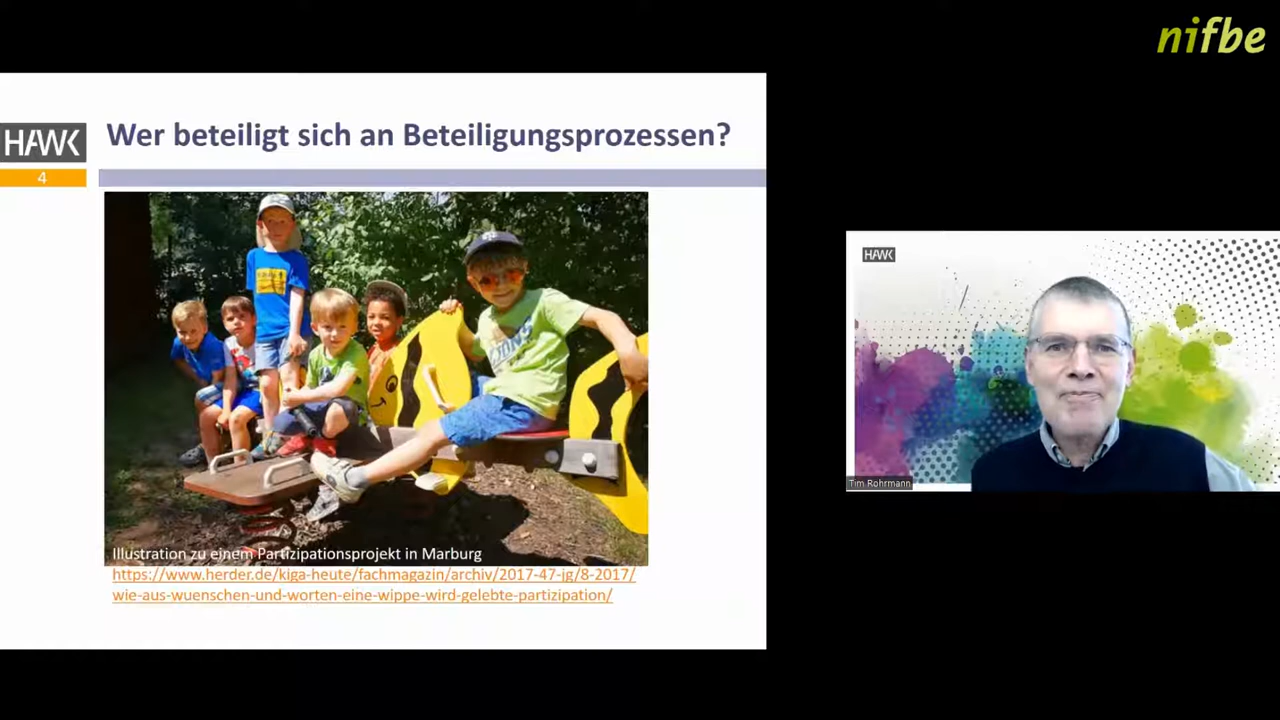 nifbe
HAWK
Wer beteiligt sich an Beteiligungsprozessen?
4
Illustration zu einem Partizipationsprojekt in Marburg
https://www.herder.de/kiga-heute/fachmagazin/archiv/2017-47-jg/8-2017/
wie-aus-wuenschen-und-worten-eine-wippe-wird-gelebte-partizipation/
HAWK
Tim Rohrmann